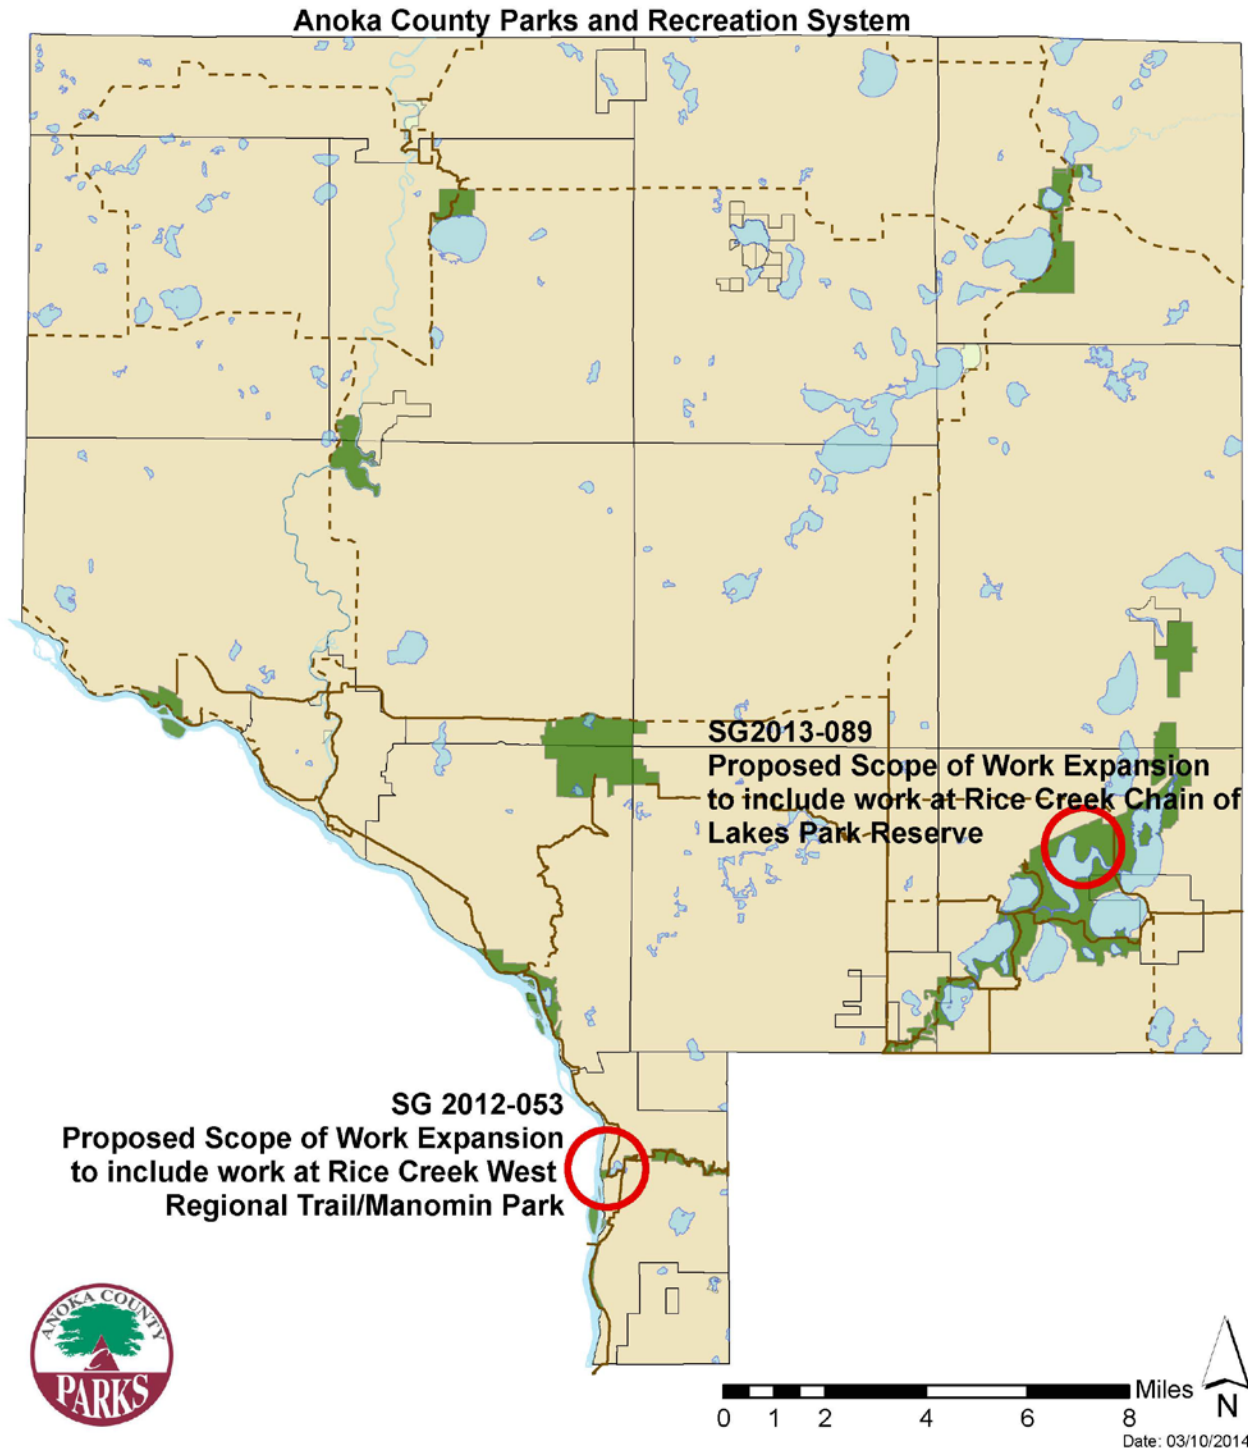 Anoka County Parks and Recreation System
SG2013-089
Proposed Scope of Work Expansion
to include work at Rice Creek Chain of
Lakes Park Reserve
SG 2012-053
Proposed Scope of Work Expansion
to include work at Rice Creek West
Regional Trail/Manomin Park
ANOKA COUNTY
PARKS
Miles
0 1 2 4 6 8
N
Date: 03/10/2014